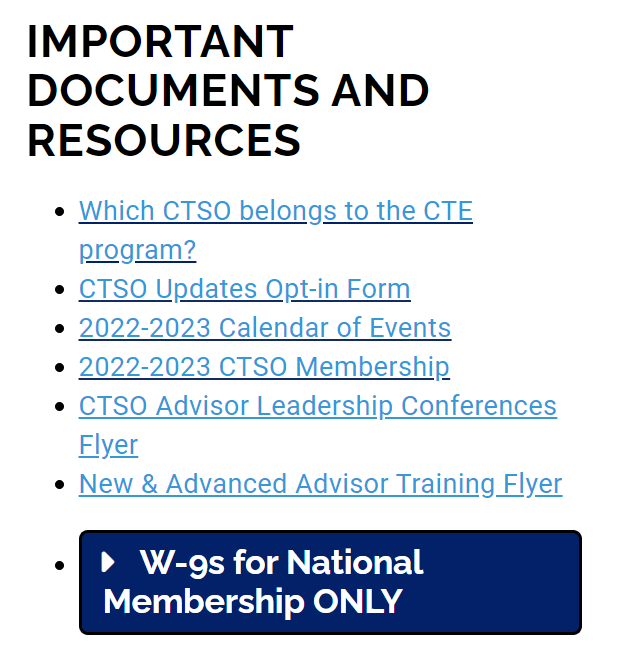 IMPORTANT
DOCUMENTS AND
RESOURCES
Which CTSO belongs to the CTE
program?
CTSO Updates Opt-in Form
2022-2023 Calendar of Events
2022-2023 CTSO Membership
CTSO Advisor Leadership Conferences
Flyer
New & Advanced Advisor Training Flyer
W-9s for National
Membership ONLY